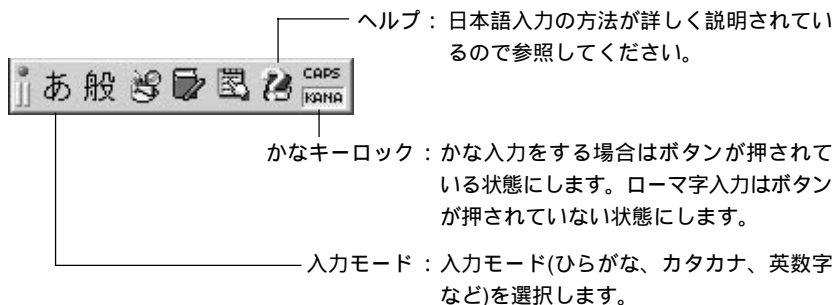 ヘルプ : 日本語入力の方法が詳しく説明されてい
るので参照してください。
あ 般 CAPS
KANA
かなキーロック : かな入力をする場合はボタンが押されて
いる状態にします。ローマ字入力はボタン
が押されていない状態にします。
入力モード : 入力モード(ひらがな、カタカナ、英数字
など)を選択します。